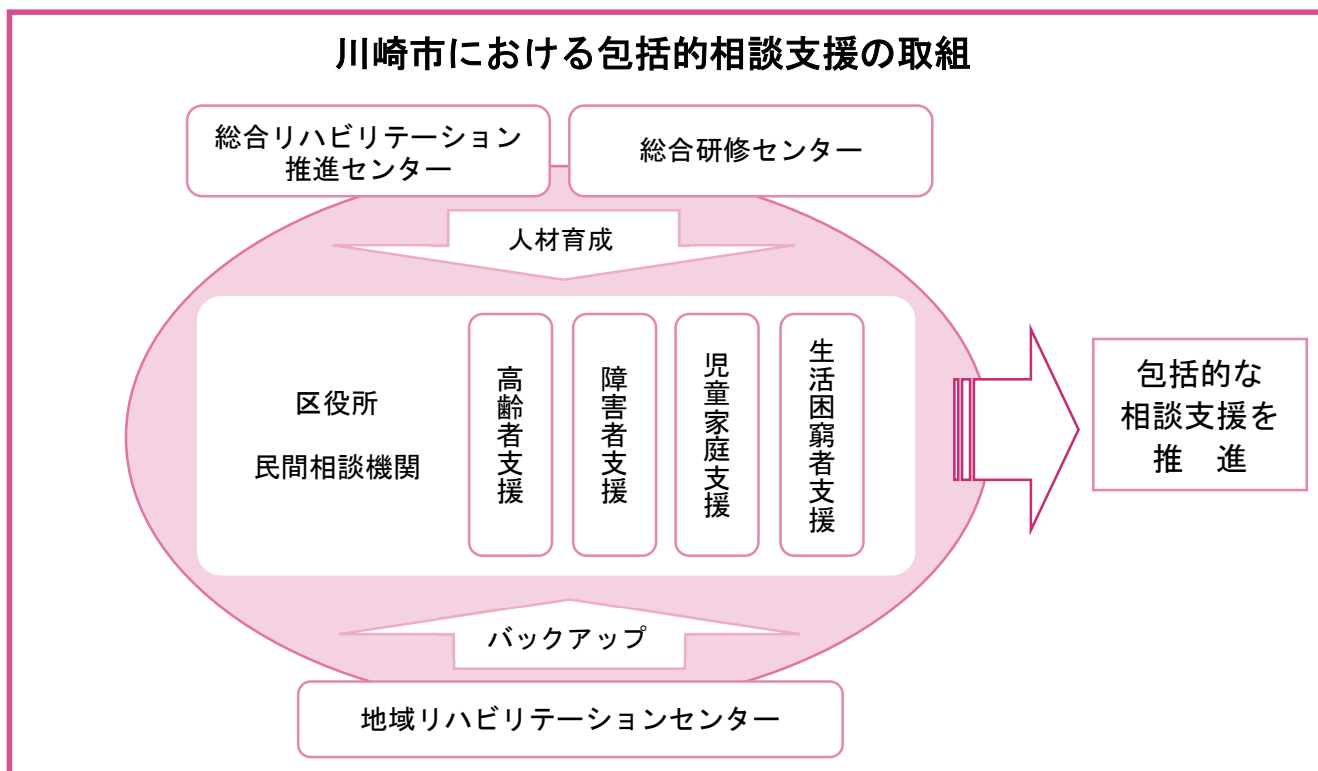 川崎市における包括的相談支援の取組
総合リハビリテーション
推進センター
総合研修センター
人材育成
区役所
民間相談機関
高齢者支援
障害者支援
児童家庭支援
生活困窮者支援
包括的な
相談支援を
推　進
バックアップ
地域リハビリテーションセンター